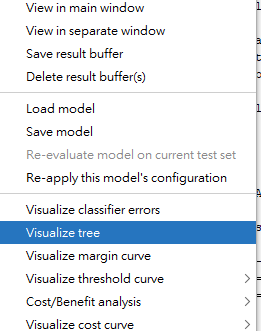 View in main window
View in separate window
Save result buffer
Delete result buffer(s)
Load model
Save model
Re-evaluate model on current test set
Re-apply this model's configuration
Visualize classifier errors
Visualize tree
Visualize margin curve
Visualize threshold curve
Cost/Benefit analysis
Visualize cost curve